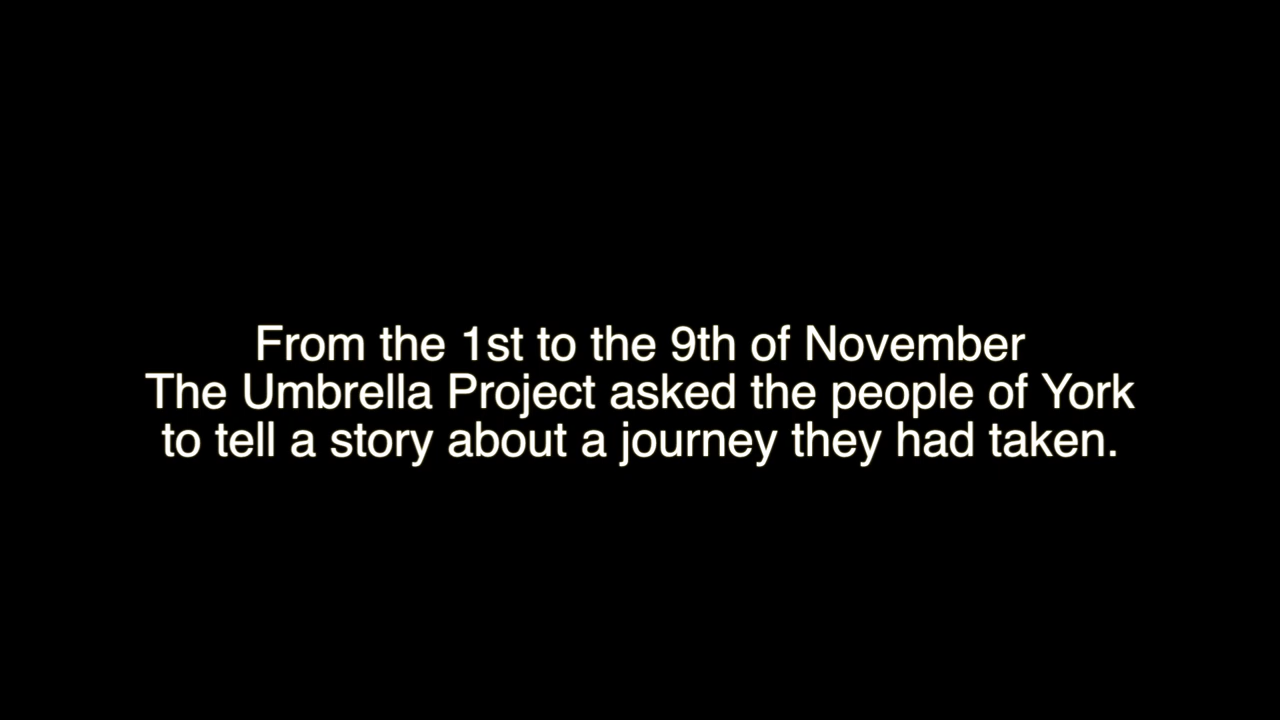 From the 1st to the 9th of November
The Umbrella Project asked the people of York
to tell a story about a journey they had taken.